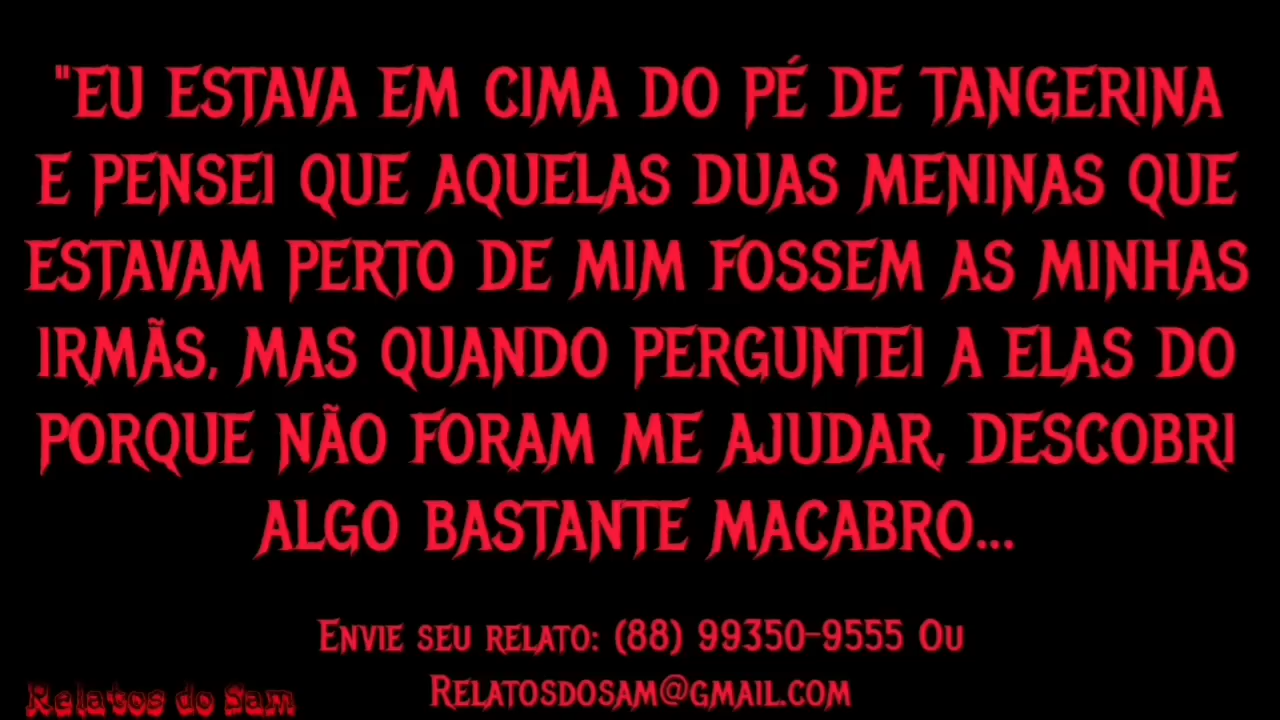 "EU ESTAVA EM CIMA DO PÉ DE TANGERINA
E PENSEI QUE AQUELAS DUAS MENINAS QUE
ESTAVAM PERTO DE MIM FOSSEM AS MINHAS
IRMÃS, MAS QUANDO PERGUNTEI A ELAS DO
PORQUE NÃO FORAM ME AJUDAR, DESCOBRI
ALGO BASTANTE MACABRO...
ENVIE SEU RELATO: (88) 99350-9555 OU
RELATOSDOSAM@GMAIL.COM
Relatos do Sam